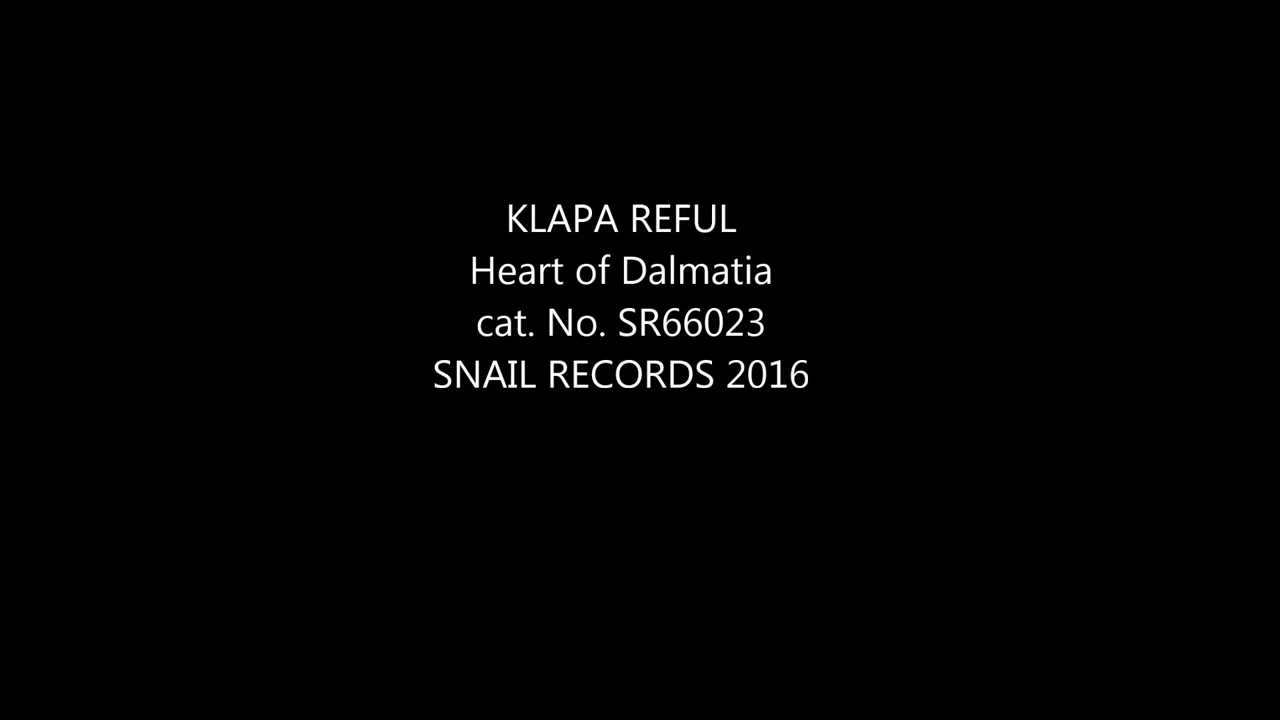 KLAPA REFUL
Heart of Dalmatia
cat. No. SR66023
SNAIL RECORDS 2016